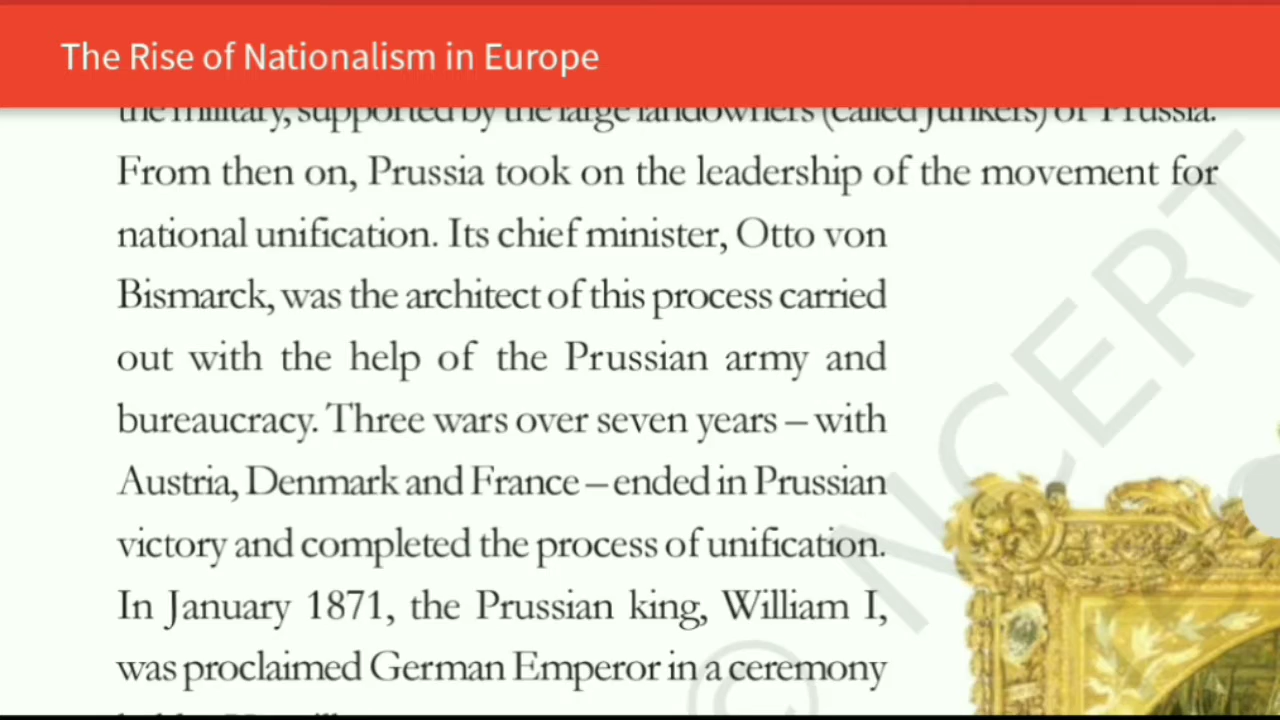 The Rise of Nationalism in Europe
the military, supported by the large landowners (called Junkers) of Prussia.
From then on, Prussia took on the leadership of the movement for
national unification. Its chief minister, Otto von
Bismarck, was the architect of this process carried
out with the help of the Prussian army and
bureaucracy. Three wars over seven years – with
Austria, Denmark and France – ended in Prussian
victory and completed the process of unification.
In January 1871, the Prussian king, William I,
was proclaimed German Emperor in a ceremony
© NCERT